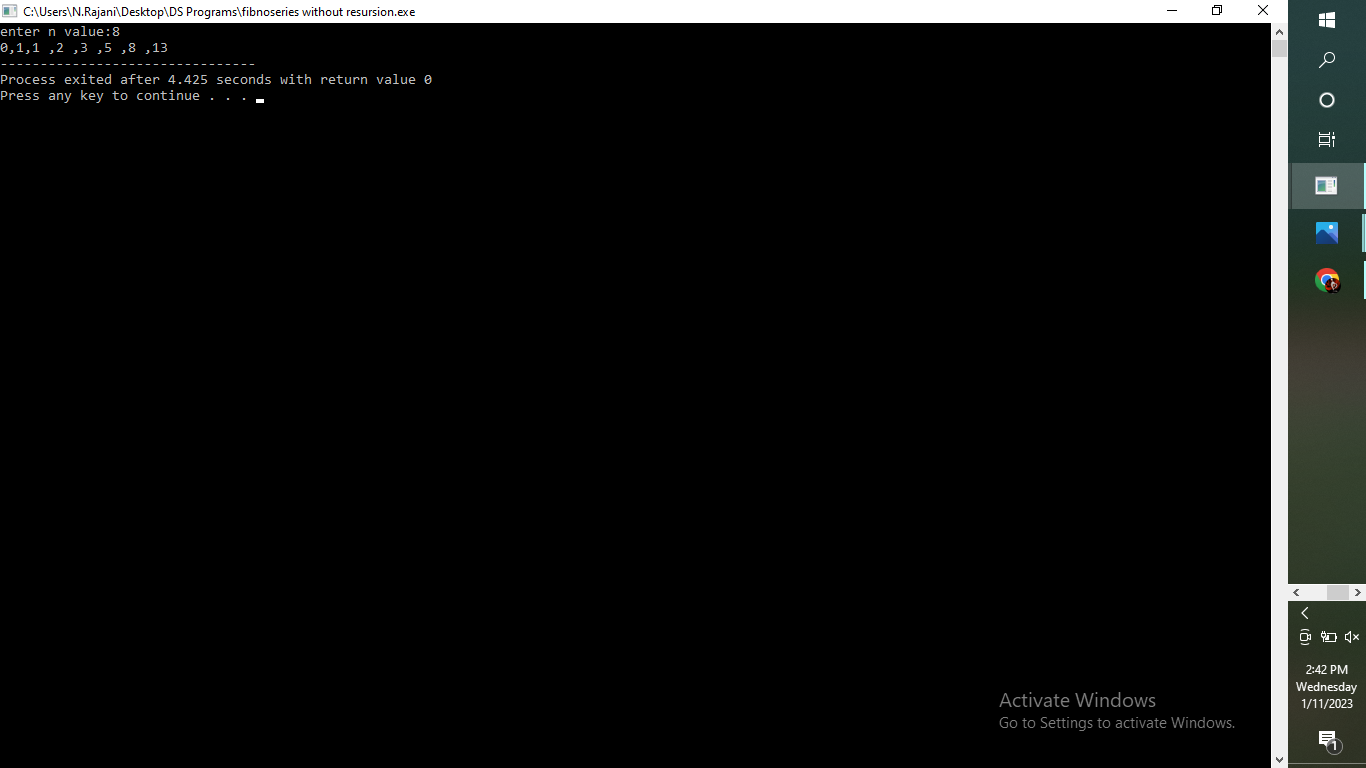 C:\Users\N.Rajani\Desktop\DS Programs\fibnoseries without resursion.exe
enter n value:8
0,1,1 ,2 ,3 ,5 ,8 ,13
--------------------------------
Process exited after 4.425 seconds with return value 0
Press any key to continue . . .
Activate Windows
Go to Settings to activate Windows.
2:42 PM
Wednesday
1/11/2023
1